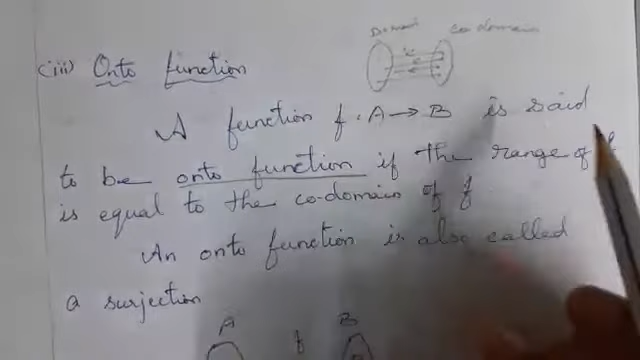 Domain co domain
(iii) Onto function
A function f: A → B is said
to be onto function if the range of f
is equal to the co-domain of f
An onto function is also called
a surjection
A f B